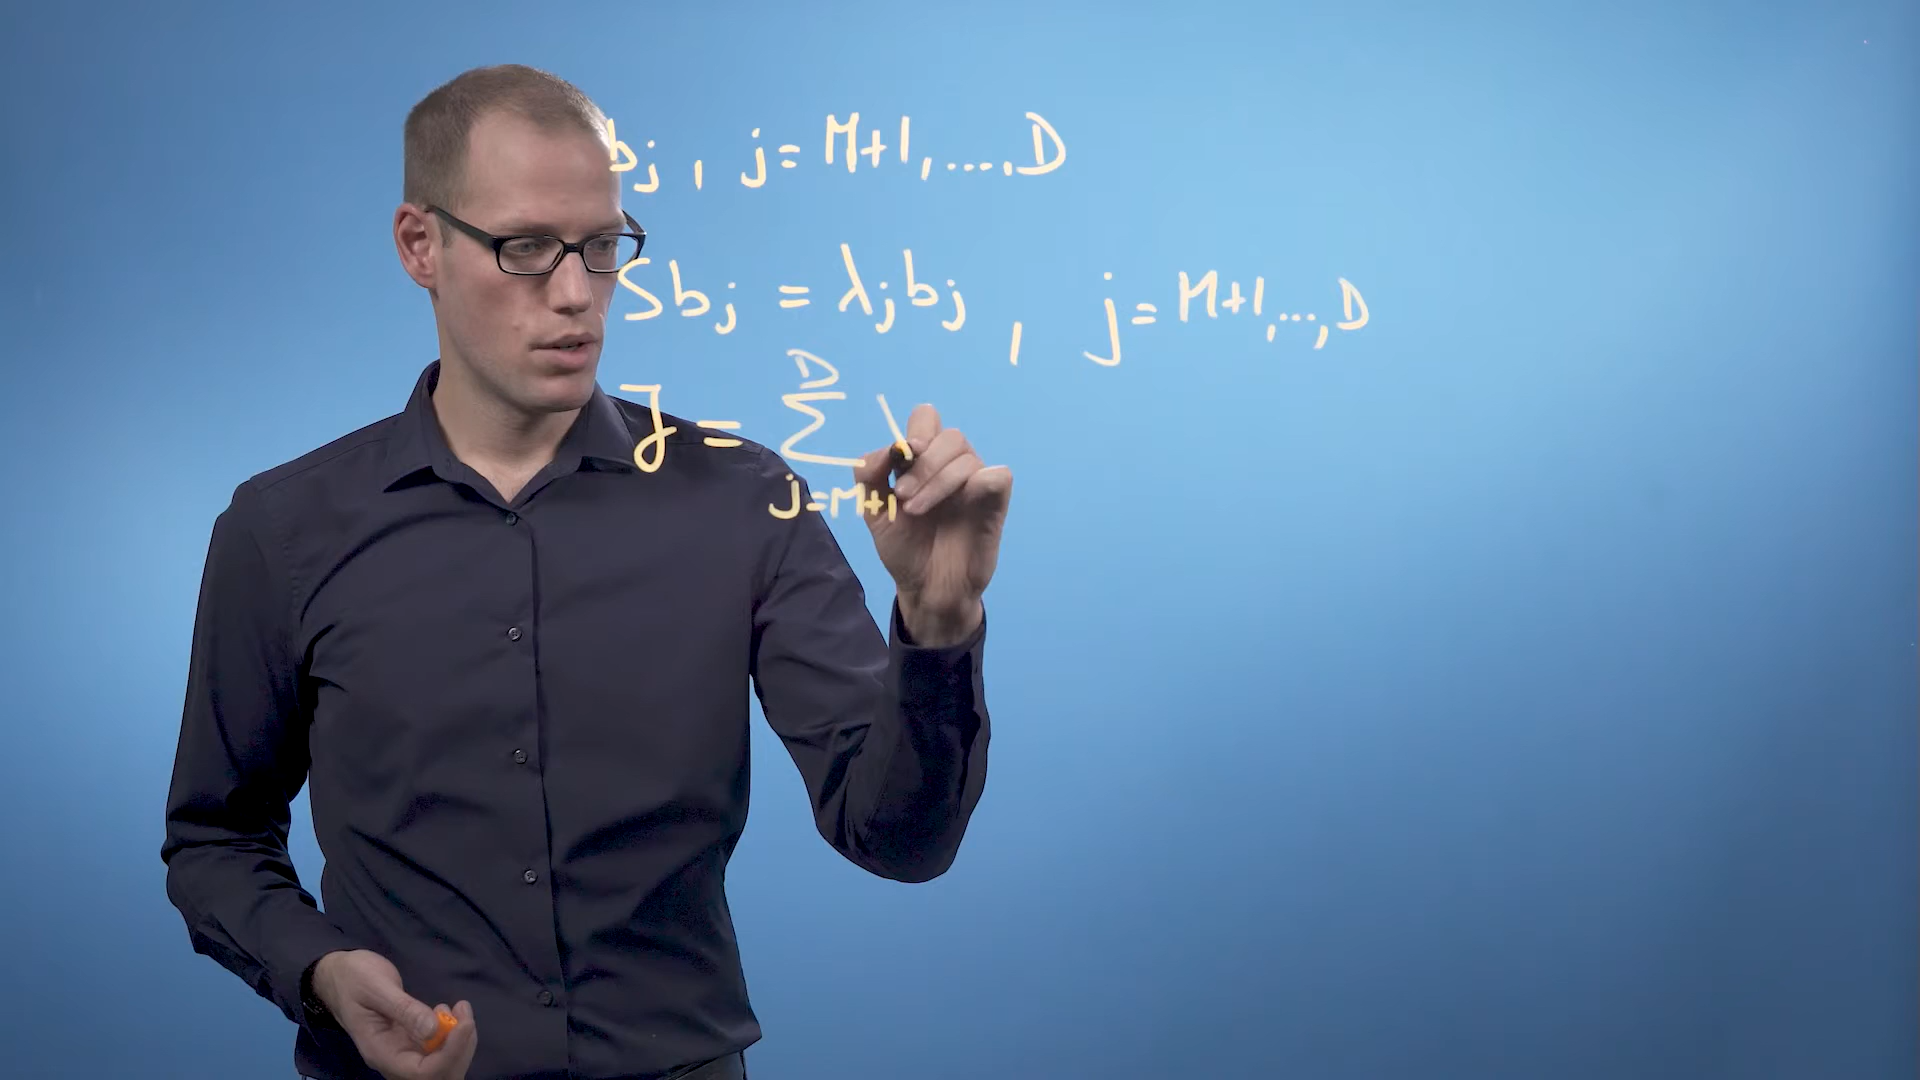 bj , j = M+1, ...., D
Sbj = λjbj , j = M+1, ..., D
J = D∑j=M+1